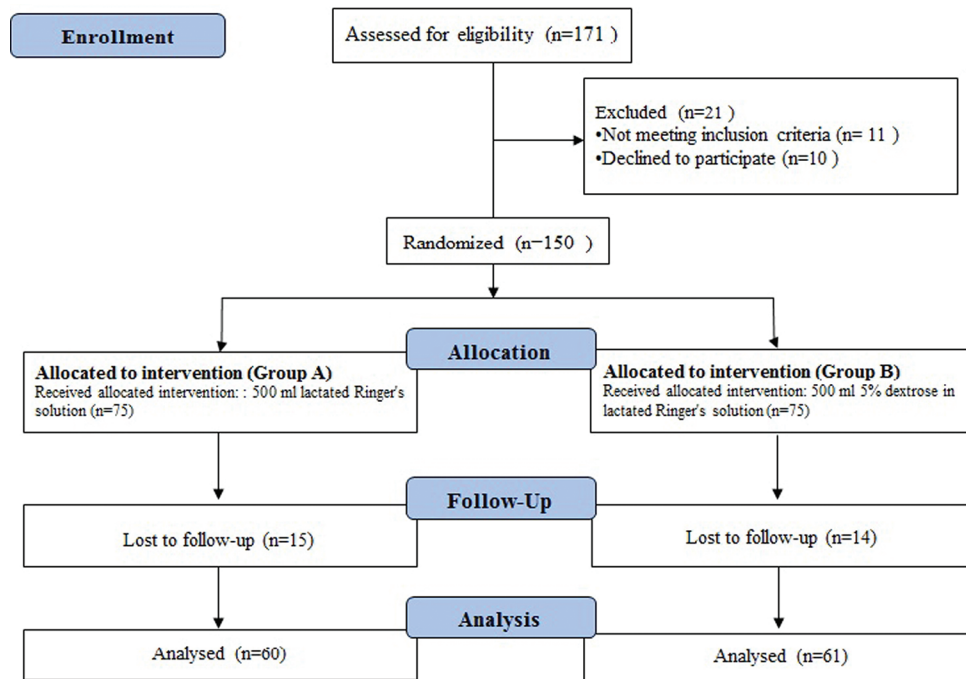 Enrollment
Assessed for eligibility (n=171 )
Excluded (n=21 )
•Not meeting inclusion criteria (n= 11 )
•Declined to participate (n=10 )
Randomized (n=150 )
Allocation
Allocated to intervention (Group A)
Received allocated intervention: : 500 ml lactated Ringer's
solution (n=75)
Allocated to intervention (Group B)
Received allocated intervention: 500 ml 5% dextrose in
lactated Ringer's solution (n=75)
Follow-Up
Lost to follow-up (n=15)
Lost to follow-up (n=14)
Analysis
Analysed (n=60)
Analysed (n=61)